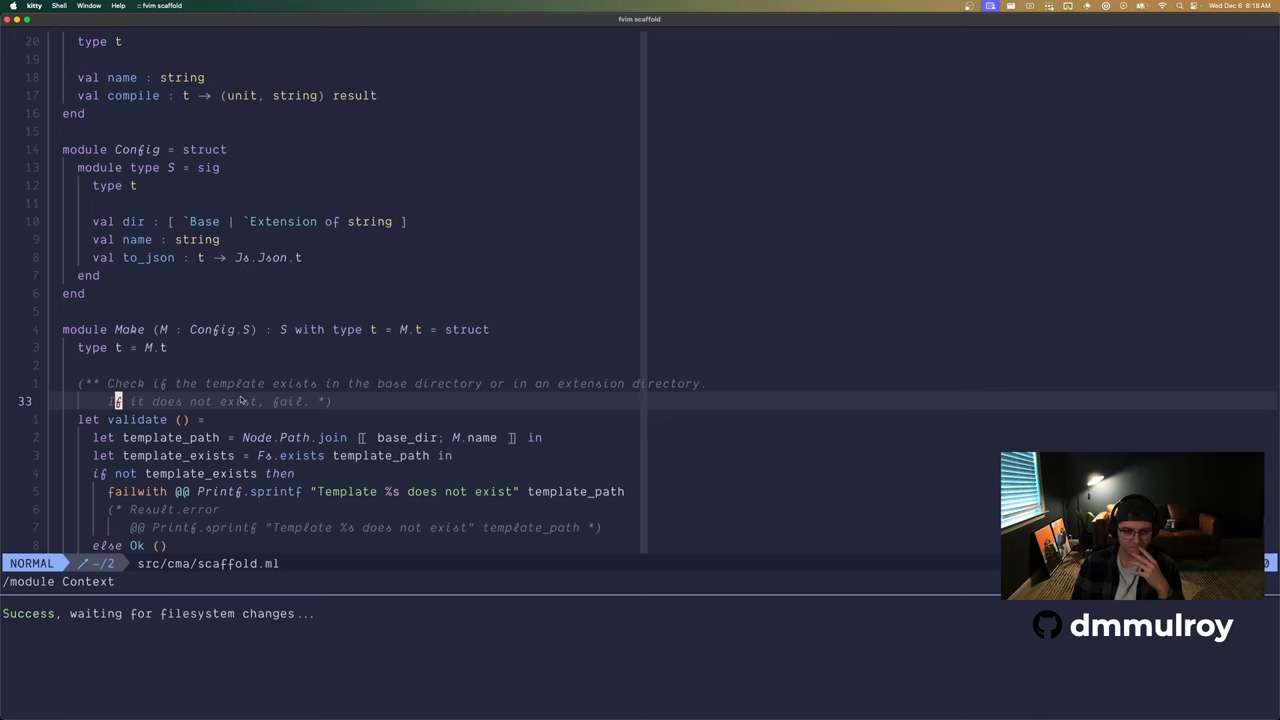 kitty Shell Window Help :: fvim scaffold
Wed Dec 6 8:18 AM
fvim scaffold
20 type t
19
18 val name : string
17 val compile : t -> (unit, string) result
16 end
15
14 module Config = struct
13 module type S = sig
12 type t
11
10 val dir : [ `Base | `Extension of string ]
9 val name : string
8 val to_json : t -> Js.Json.t
7 end
6 end
5
4 module Make (M : Config.S) : S with type t = M.t = struct
3 type t = M.t
2
1 (** Check if the template exists in the base directory or in an extension directory.
33 If it does not exist, fail. *)
1 let validate () =
2 let template_path = Node.Path.join [| base_dir; M.name |] in
3 let template_exists = Fs.exists template_path in
4 if not template_exists then
5 failwith @@ Printf.sprintf "Template %s does not exist" template_path
6 (* Result.error
7 @@ Printf.sprintf "Template %s does not exist" template_path *)
8 else Ok ()
NORMAL -/2 src/cma/scaffold.ml
/module Context
Success, waiting for filesystem changes...
dmmulroy